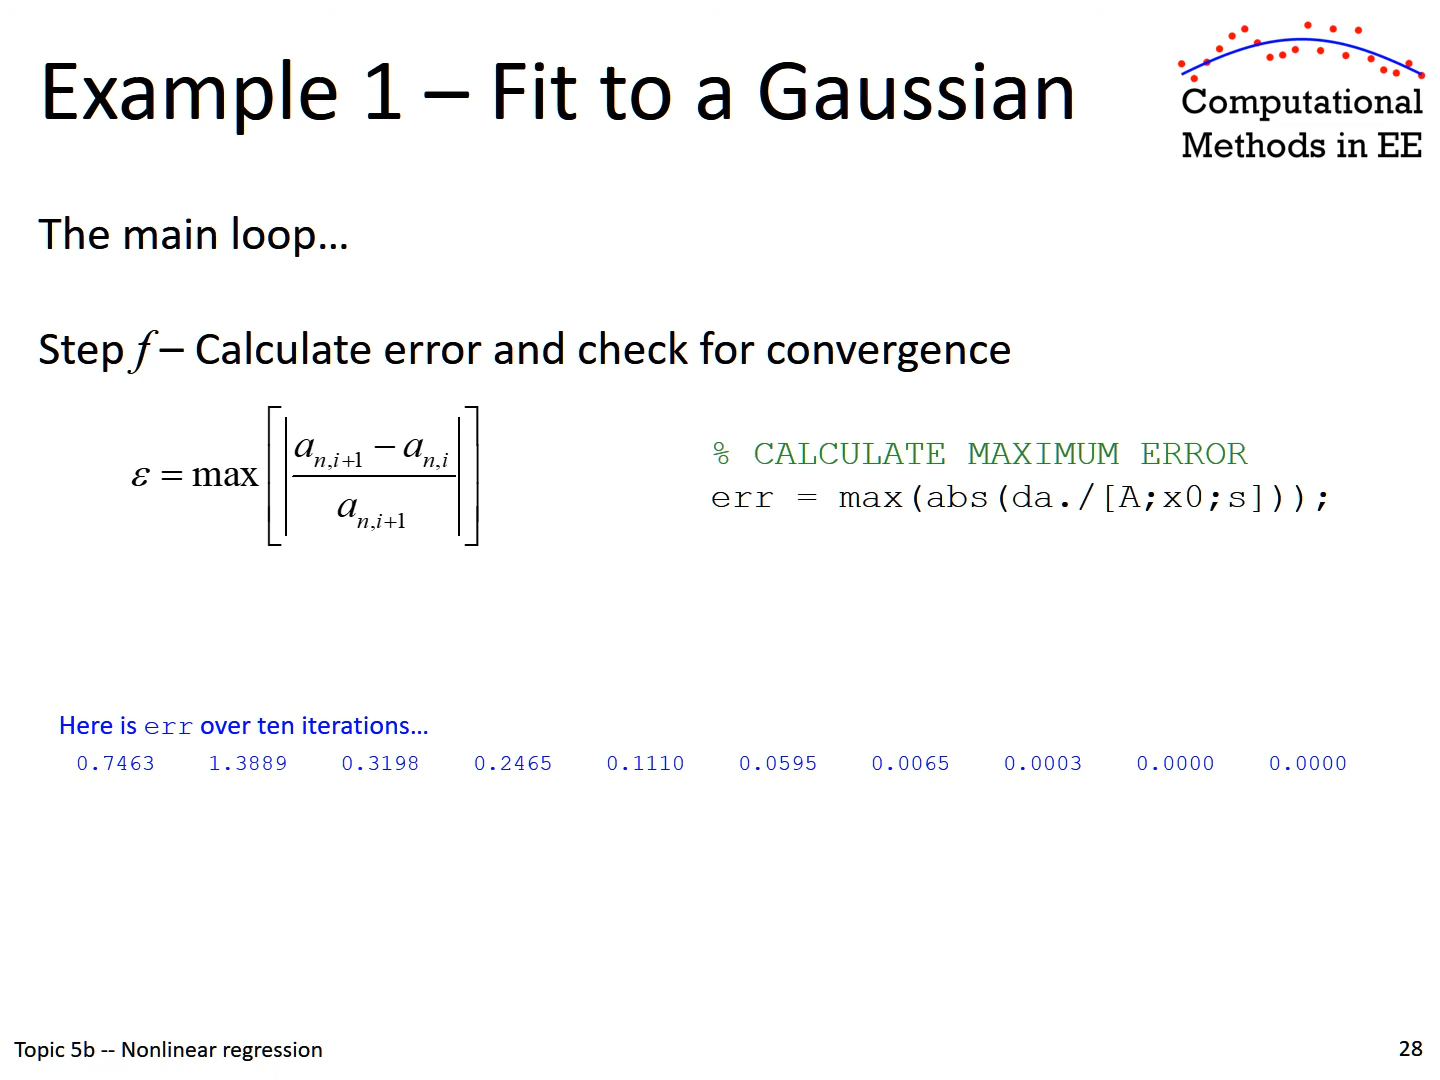 Example 1 – Fit to a Gaussian
Computational
Methods in EE
The main loop…
Step f – Calculate error and check for convergence
ε = max [ | (a_{n,i+1} − a_{n,i}) / a_{n,i+1} | ]
% CALCULATE MAXIMUM ERROR
err = max(abs(da./[A;x0;s]));
Here is err over ten iterations…
0.7463 1.3889 0.3198 0.2465 0.1110 0.0595 0.0065 0.0003 0.0000 0.0000
Topic 5b -- Nonlinear regression
28